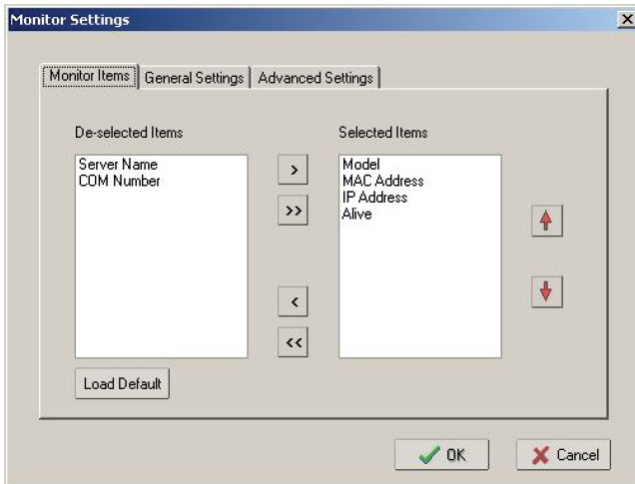 Monitor Settings
Monitor Items General Settings Advanced Settings
De-selected Items
Server Name
COM Number
>
>>
<
<<
Selected Items
Model
MAC Address
IP Address
Alive
Load Default
OK Cancel